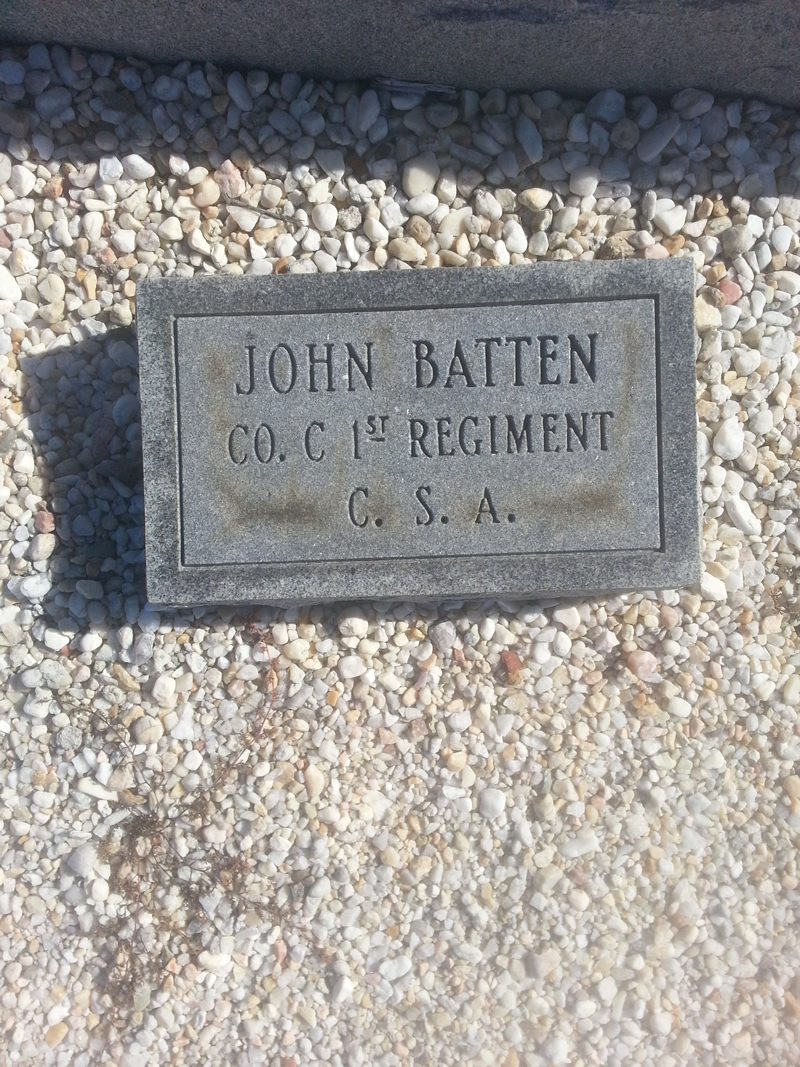 JOHN BATTEN
CO. C 1ST REGIMENT
C. S. A.